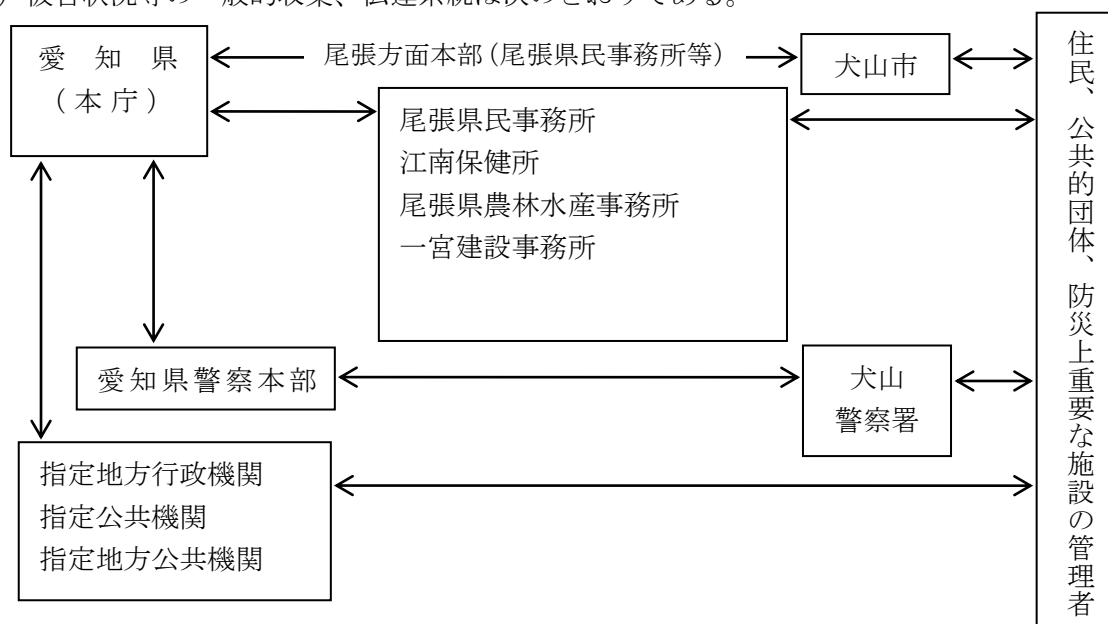 被害状況等の一般的収集、伝達系統は次のとおりである。
愛知県
(本庁)
尾張方面本部(尾張県民事務所等)
犬山市
尾張県民事務所
江南保健所
尾張県農林水産事務所
一宮建設事務所
愛知県警察本部
犬山
警察署
指定地方行政機関
指定公共機関
指定地方公共機関
住民、公共的団体、防災上重要な施設の管理者